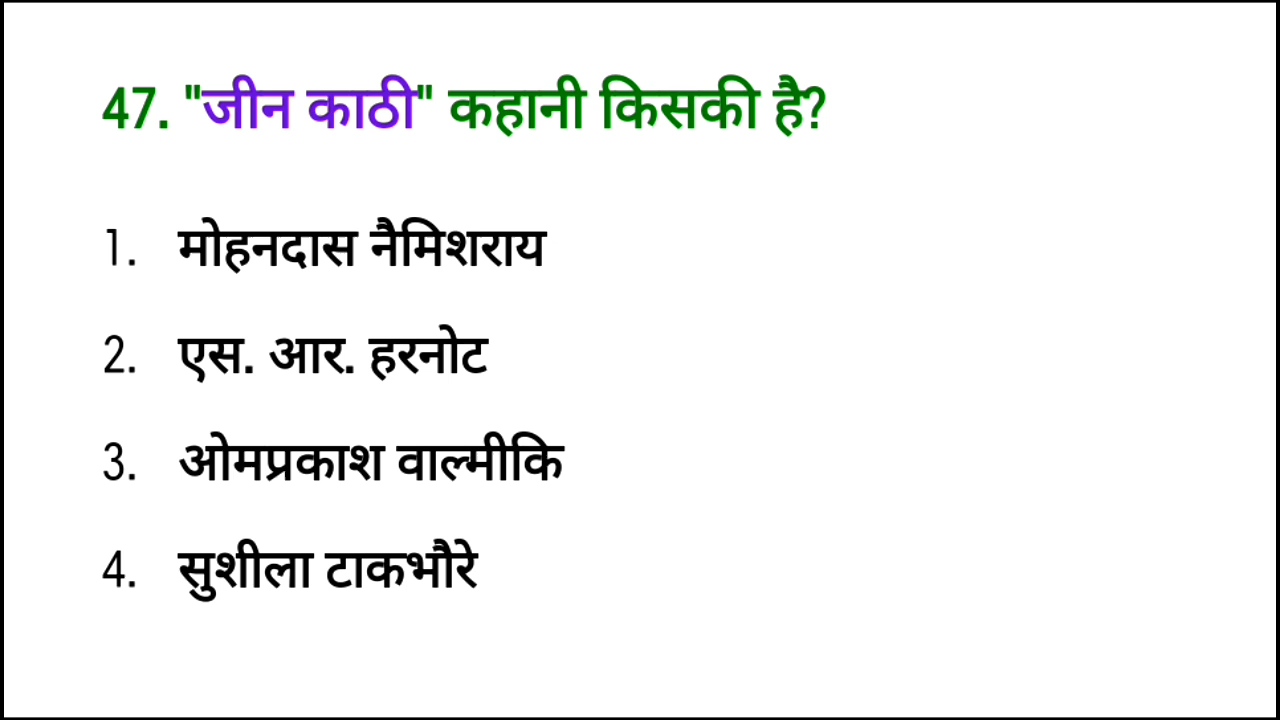 47. "जीन काठी" कहानी किसकी है?
1. मोहनदास नैमिशराय
2. एस. आर. हरनोट
3. ओमप्रकाश वाल्मीकि
4. सुशीला टाकभौरे